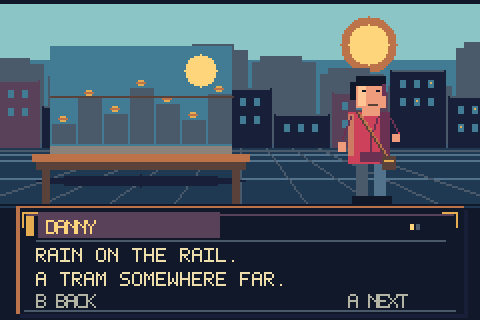 DANNY
RAIN ON THE RAIL.
A TRAM SOMEWHERE FAR.
B BACK
A NEXT